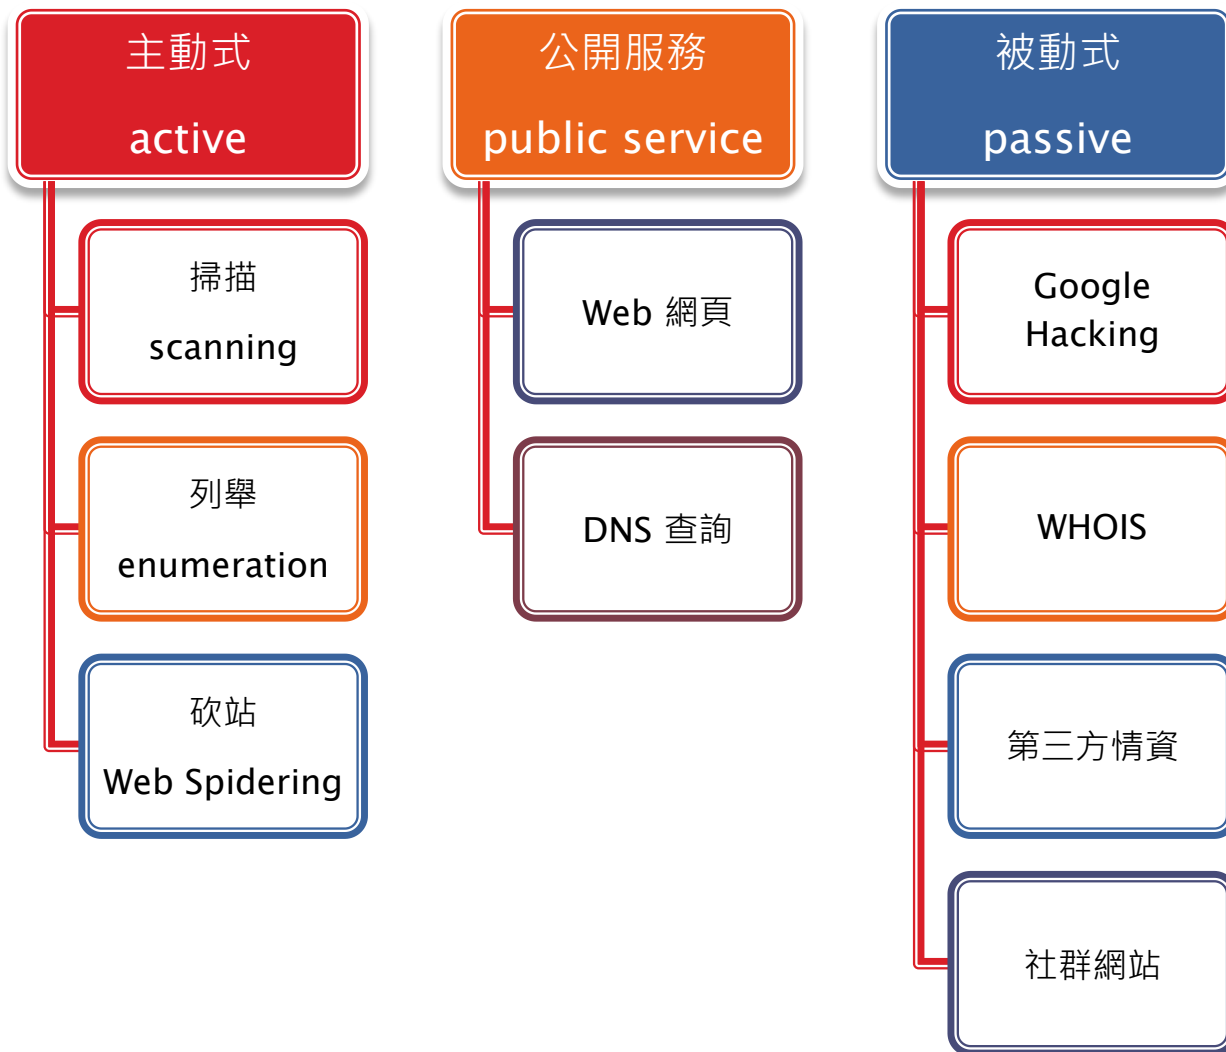 主動式
active
掃描
scanning
列舉
enumeration
砍站
Web Spidering
公開服務
public service
Web 網頁
DNS 查詢
被動式
passive
Google
Hacking
WHOIS
第三方情資
社群網站